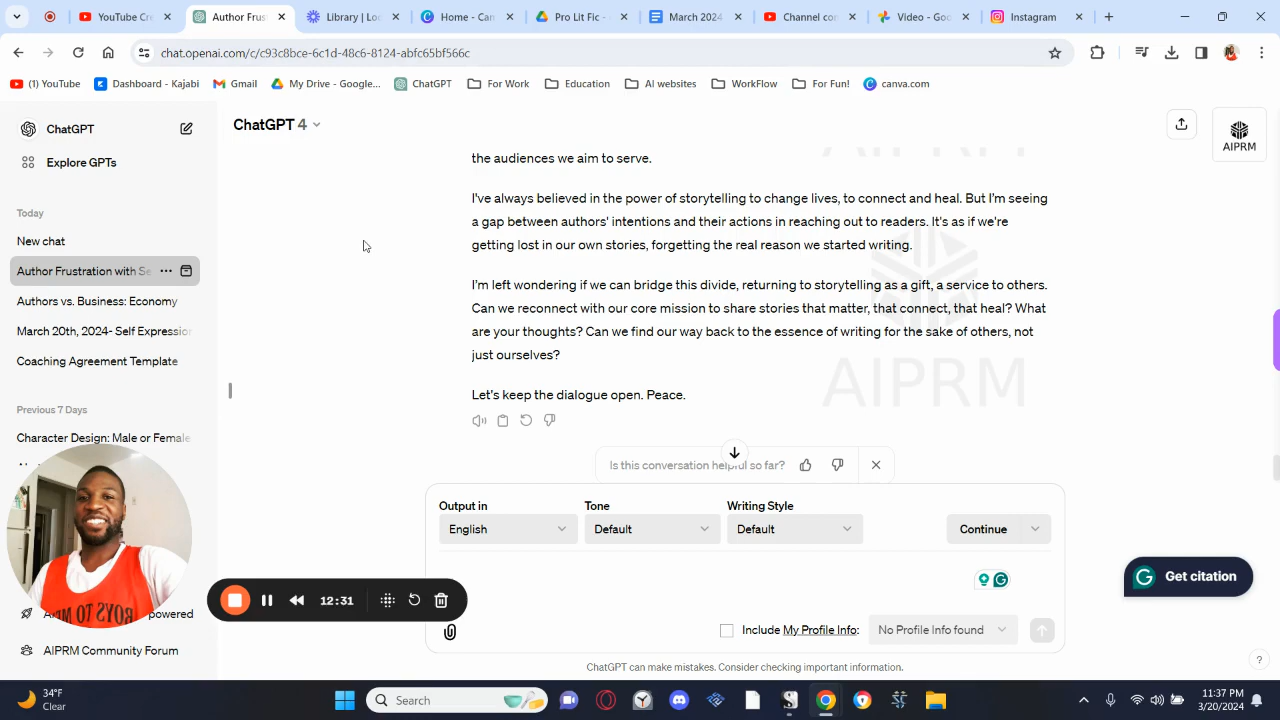 YouTube Cre
Author Frust
Library | Loo
Home - Can
Pro Lit Fic -
March 2024
Channel con
Video - Goo
Instagram
chat.openai.com/c/c93c8bce-6c1d-48c6-8124-abfc65bf566c
(1) YouTube
Dashboard - Kajabi
Gmail
My Drive - Google...
ChatGPT
For Work
Education
AI websites
WorkFlow
For Fun!
canva.com
ChatGPT
Explore GPTs
Today
New chat
Author Frustration with Se
Authors vs. Business: Economy
March 20th, 2024- Self Expression
Coaching Agreement Template
Previous 7 Days
Character Design: Male or Female
powered
AIPRM Community Forum
ChatGPT 4
AIPRM
the audiences we aim to serve.
I've always believed in the power of storytelling to change lives, to connect and heal. But I'm seeing
a gap between authors' intentions and their actions in reaching out to readers. It's as if we're
getting lost in our own stories, forgetting the real reason we started writing.
I'm left wondering if we can bridge this divide, returning to storytelling as a gift, a service to others.
Can we reconnect with our core mission to share stories that matter, that connect, that heal? What
are your thoughts? Can we find our way back to the essence of writing for the sake of others, not
just ourselves?
AIPRM
Let's keep the dialogue open. Peace.
Is this conversation helpful so far?
Output in
Tone
Writing Style
English
Default
Default
Continue
Get citation
12:31
BOYS TO M
Include My Profile Info:
No Profile Info found
ChatGPT can make mistakes. Consider checking important information.
?
34°F
Clear
Search
11:37 PM
3/20/2024